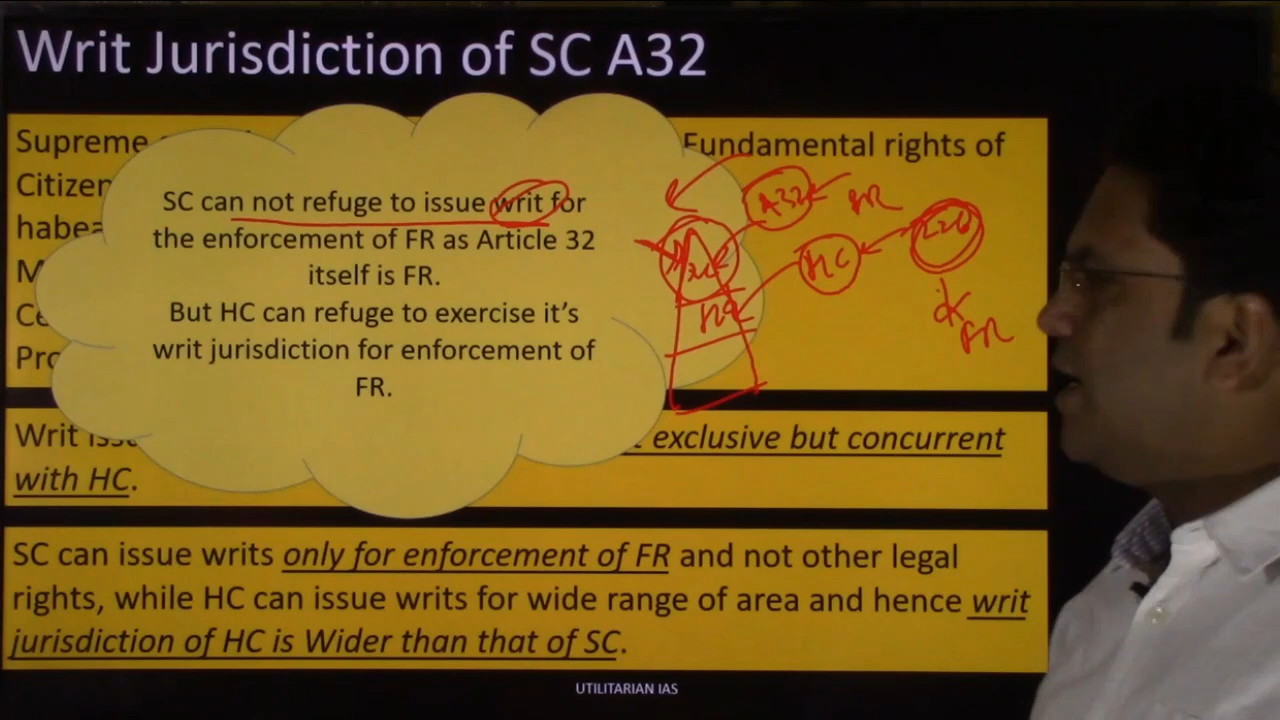 Writ Jurisdiction of SC A32
Supreme
Fundamental rights of
Citizen
habea
SC can not refuge to issue writ for
the enforcement of FR as Article 32
itself is FR.
But HC can refuge to exercise it's
writ jurisdiction for enforcement of
FR.
A32
FR
HC
226
FR
Writ
exclusive but concurrent
with HC.
SC can issue writs only for enforcement of FR and not other legal
rights, while HC can issue writs for wide range of area and hence writ
jurisdiction of HC is Wider than that of SC.
UTILITARIAN IAS